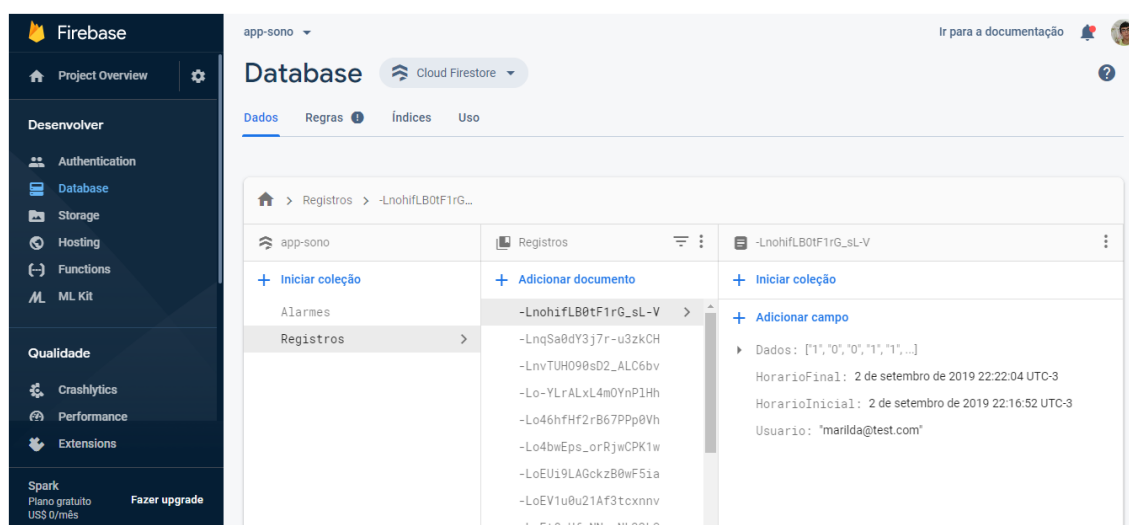 Firebase
app-sono
Ir para a documentação
Project Overview
Database
Cloud Firestore
Desenvolver
Dados Regras Índices Uso
Authentication
Database
Storage
Hosting
Functions
ML Kit
Qualidade
Crashlytics
Performance
Extensions
Spark
Plano gratuito
US$ 0/mês
Fazer upgrade
> Registros > -LnohifLB0tF1rG...
app-sono
+ Iniciar coleção
Alarmes
Registros >
Registros
+ Adicionar documento
-LnohifLB0tF1rG_sL-V >
-LnqSa0dY3j7r-u3zkCH
-LnvTUHO90sD2_ALC6bv
-Lo-YLrALxL4mOYnPlHh
-Lo46hfHf2rB67PPp0Vh
-Lo4bwEps_orRjwCPK1w
-LoEUi9LAGckzB0wF5ia
-LoEV1u0u21Af3tcxnnv
-LnohifLB0tF1rG_sL-V
+ Iniciar coleção
+ Adicionar campo
Dados: ["1", "0", "0", "1", "1", ...]
HorarioFinal: 2 de setembro de 2019 22:22:04 UTC-3
HorarioInicial: 2 de setembro de 2019 22:16:52 UTC-3
Usuario: "marilda@test.com"